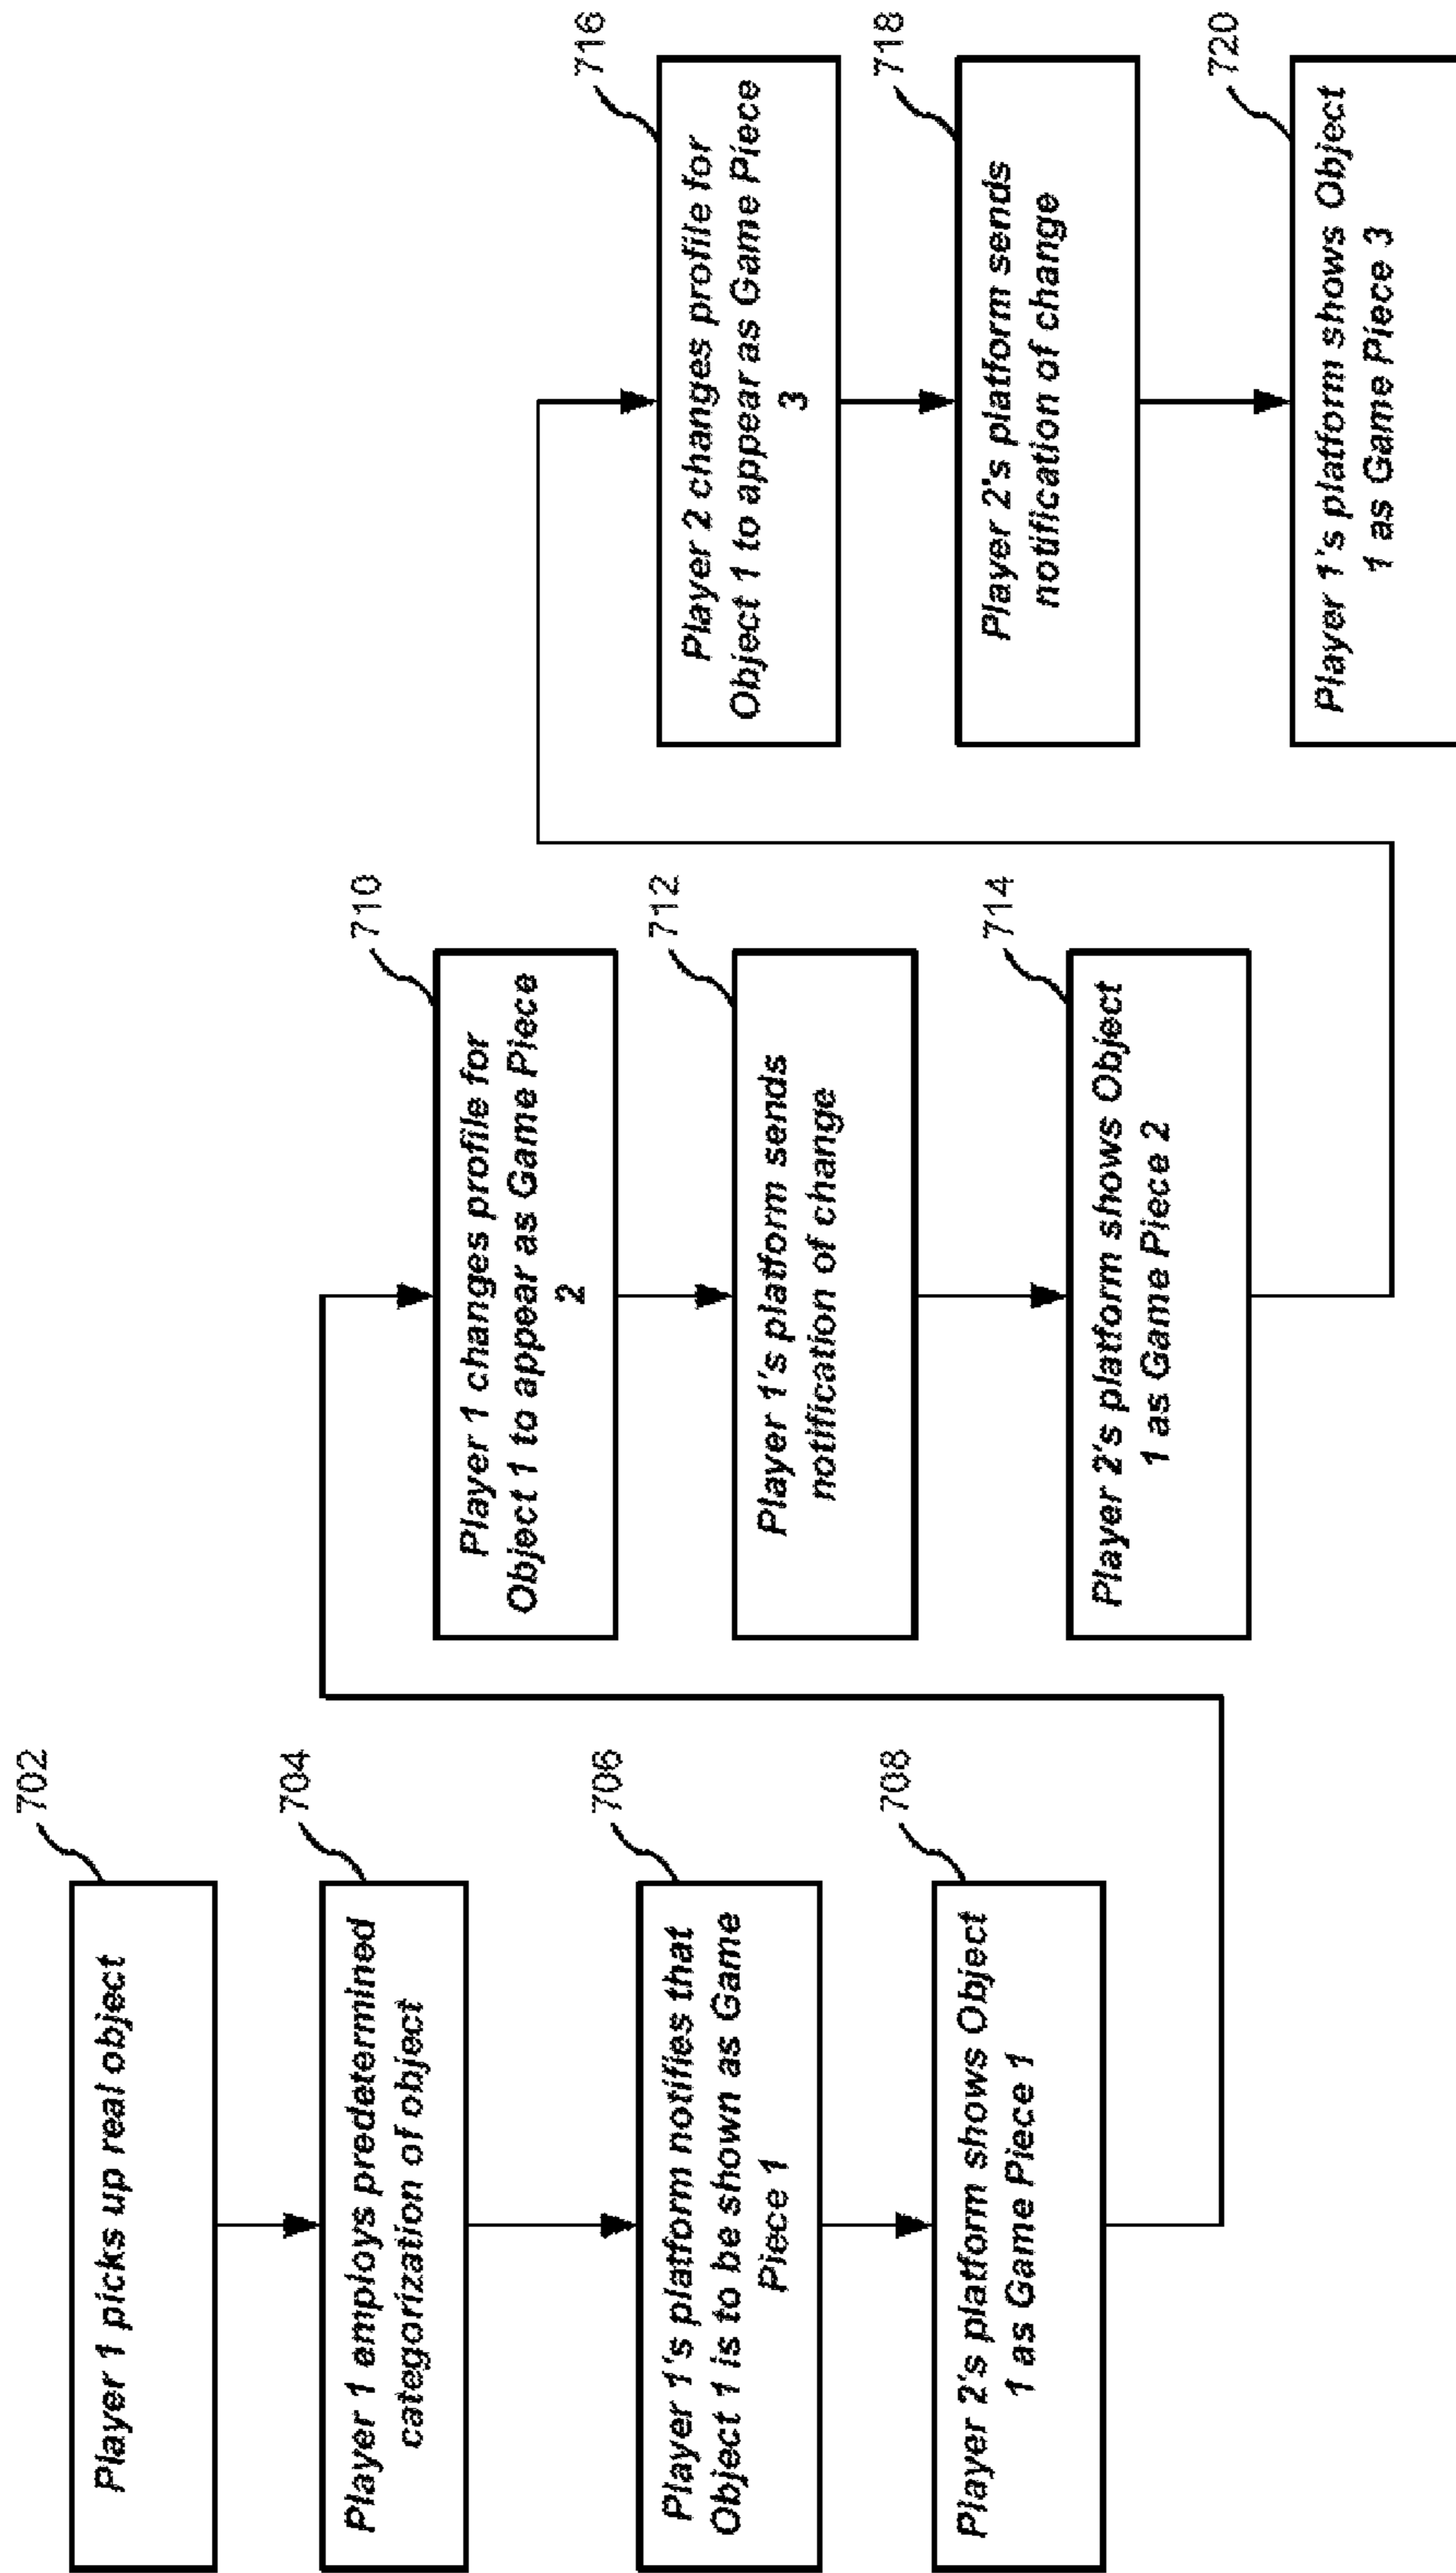 702
Player 1 picks up real object
704
Player 1 employs predetermined
categorization of object
706
Player 1's platform notifies that
Object 1 is to be shown as Game
Piece 1
708
Player 2's platform shows Object
1 as Game Piece 1
710
Player 1 changes profile for
Object 1 to appear as Game Piece
2
712
Player 1's platform sends
notification of change
714
Player 2's platform shows Object
1 as Game Piece 2
716
Player 2 changes profile for
Object 1 to appear as Game Piece
3
718
Player 2's platform sends
notification of change
720
Player 1's platform shows Object
1 as Game Piece 3